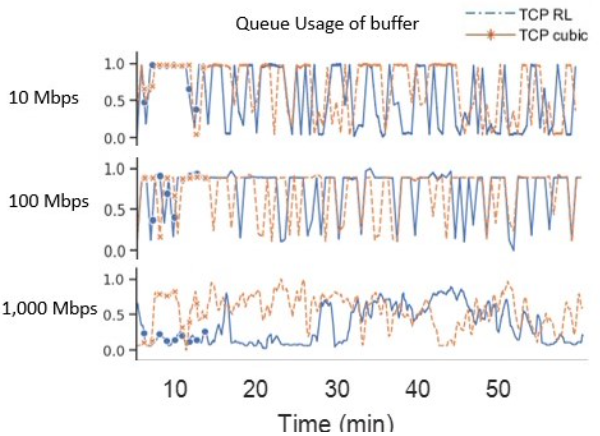 Queue Usage of buffer
TCP RL
TCP cubic
10 Mbps
1.0
0.5
0.0
100 Mbps
1.0
0.5
0.0
1,000 Mbps
1.0
0.5
0.0
10 20 30 40 50
Time (min)